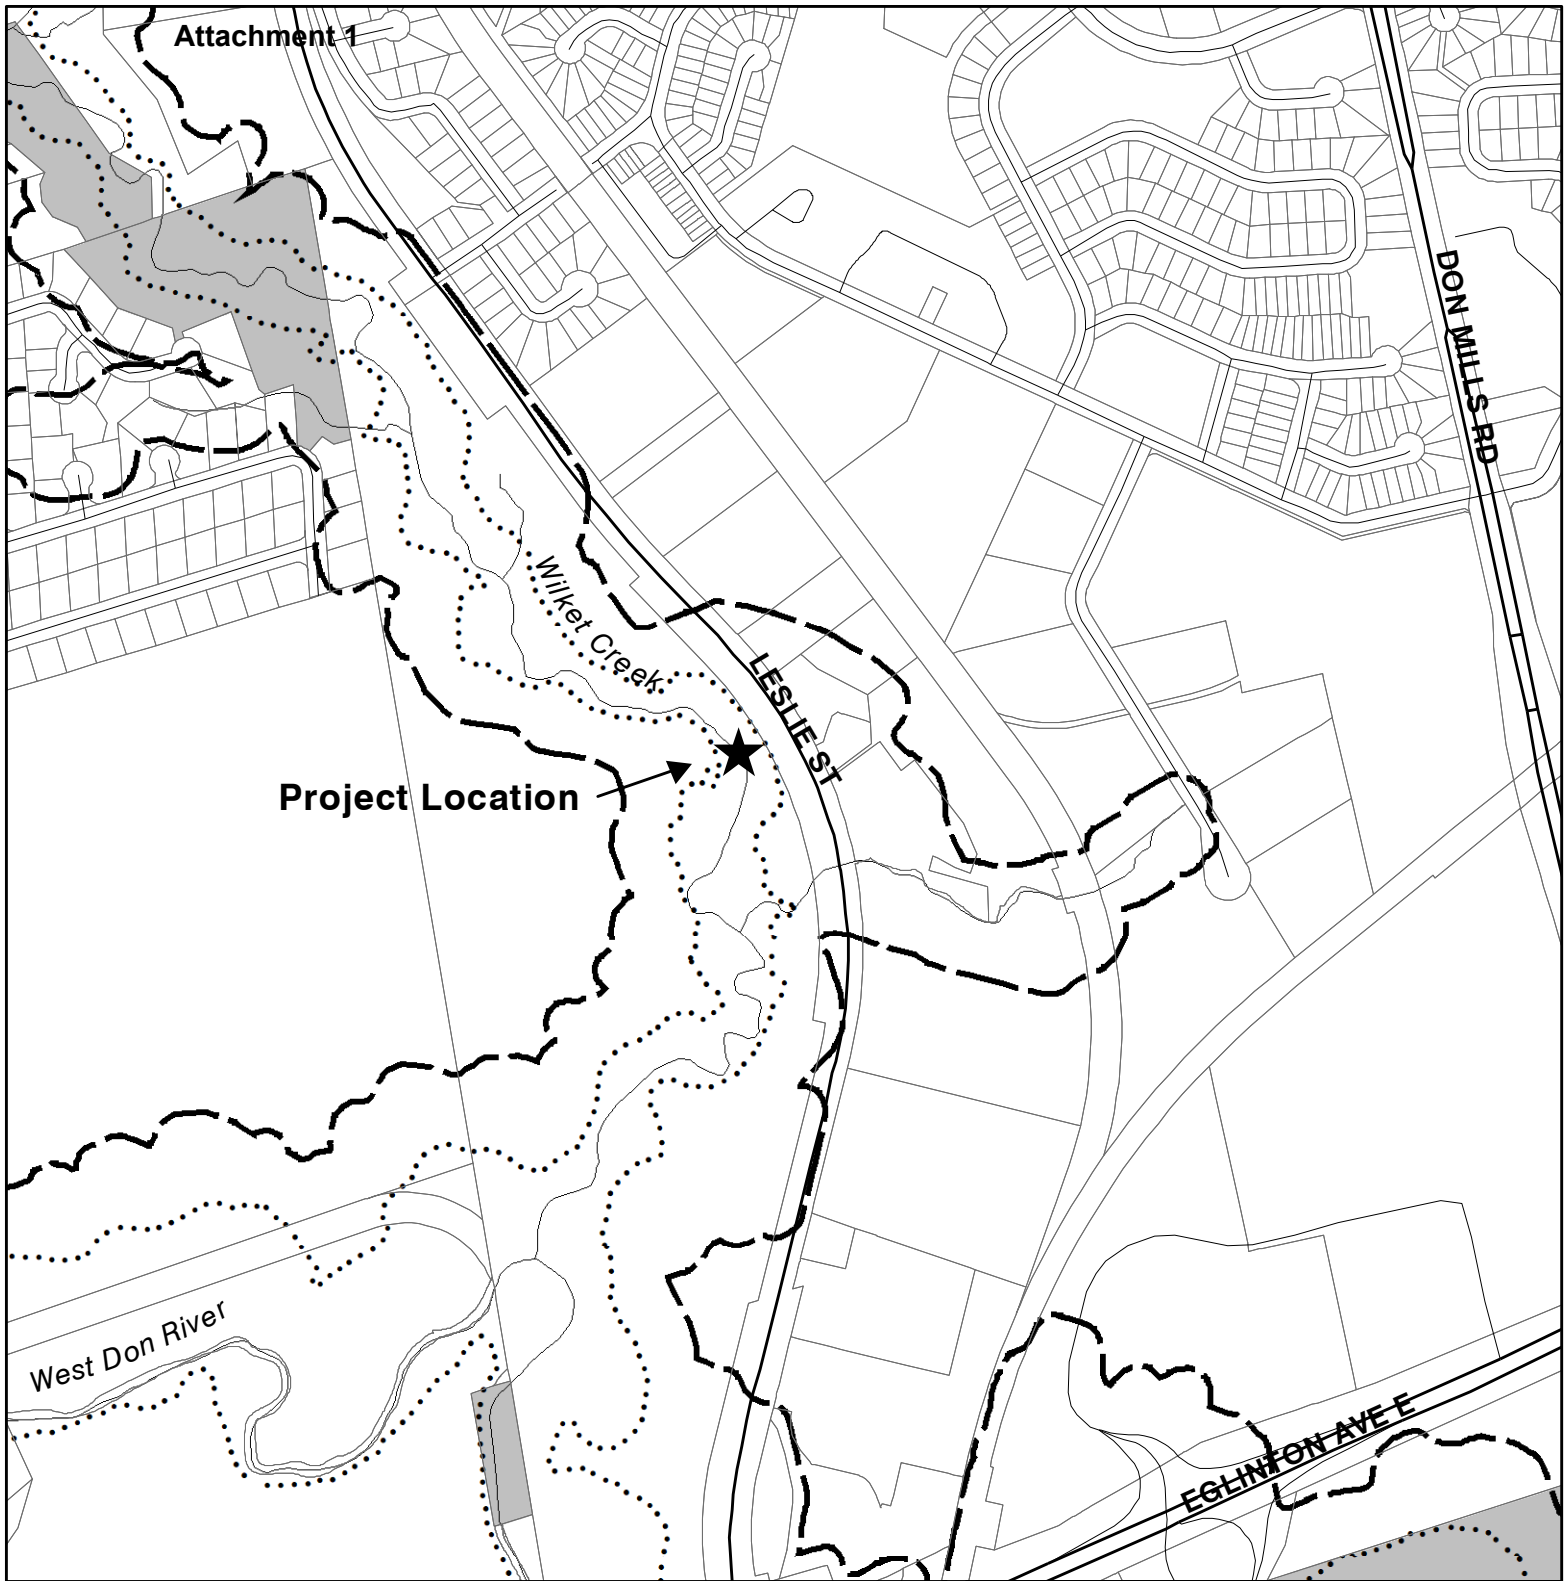 Attachment 1
DON MILLS RD
Wilket Creek
LESLIE ST
Project Location
West Don River
EGLINTON AVE E